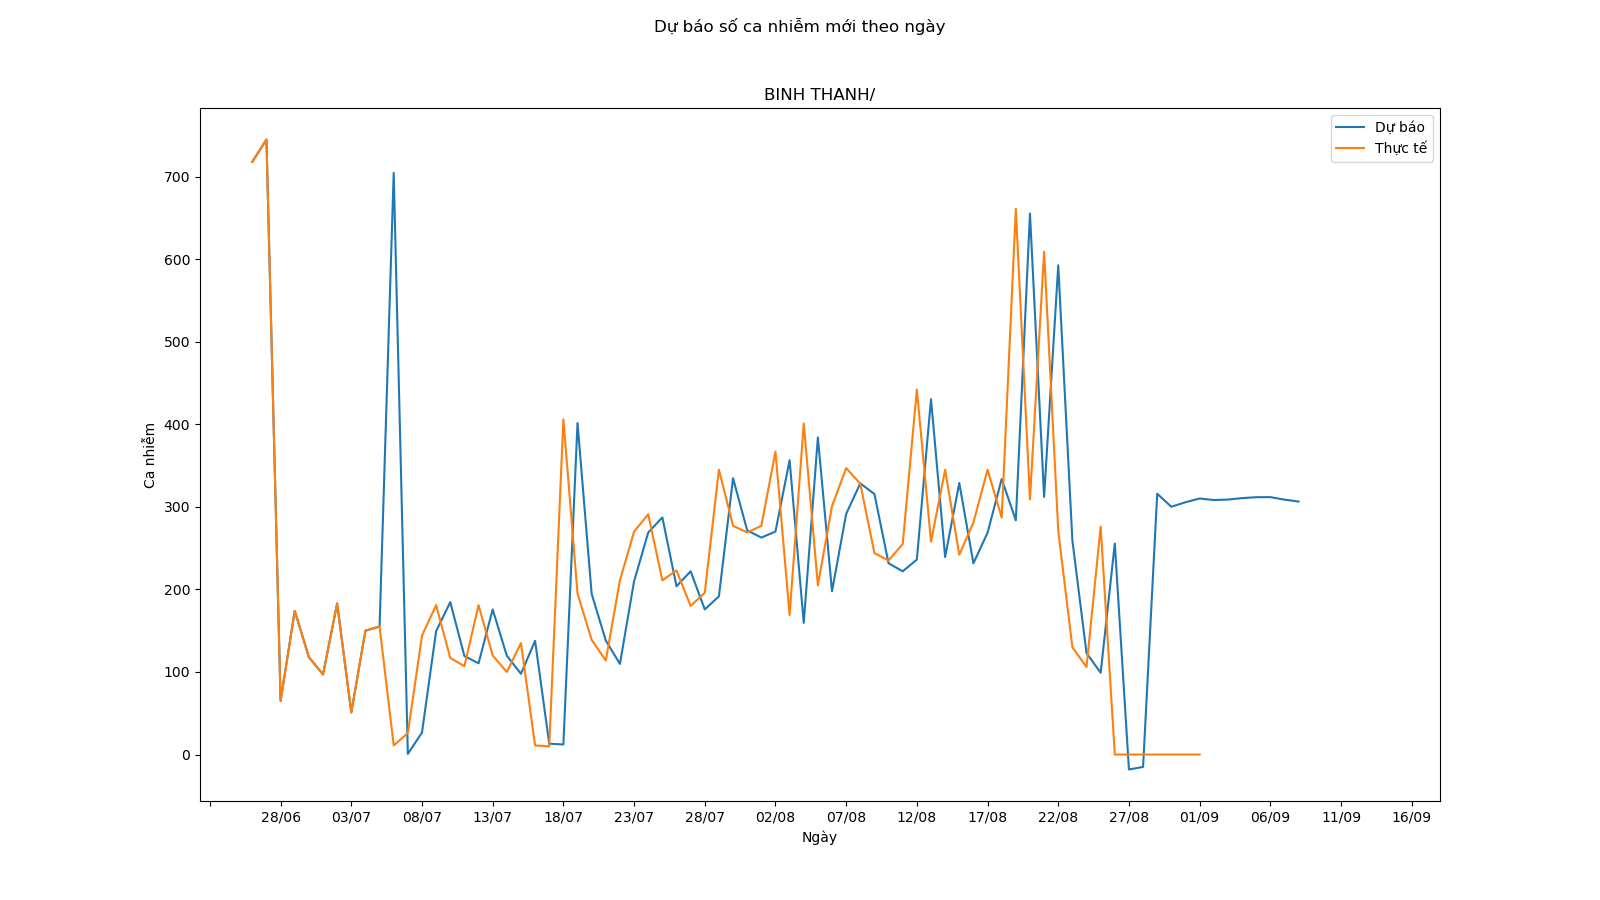 Dự báo số ca nhiễm mới theo ngày
BINH THANH/
Dự báo
Thực tế
700
600
500
400
300
200
100
0
Ca nhiễm
28/06 03/07 08/07 13/07 18/07 23/07 28/07 02/08 07/08 12/08 17/08 22/08 27/08 01/09 06/09 11/09 16/09
Ngày